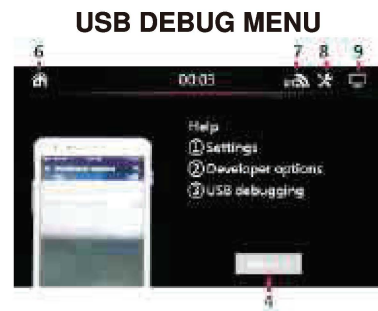 USB DEBUG MENU
6 7 8 9
00:03
Help
①Settings
②Developer options
③USB debugging